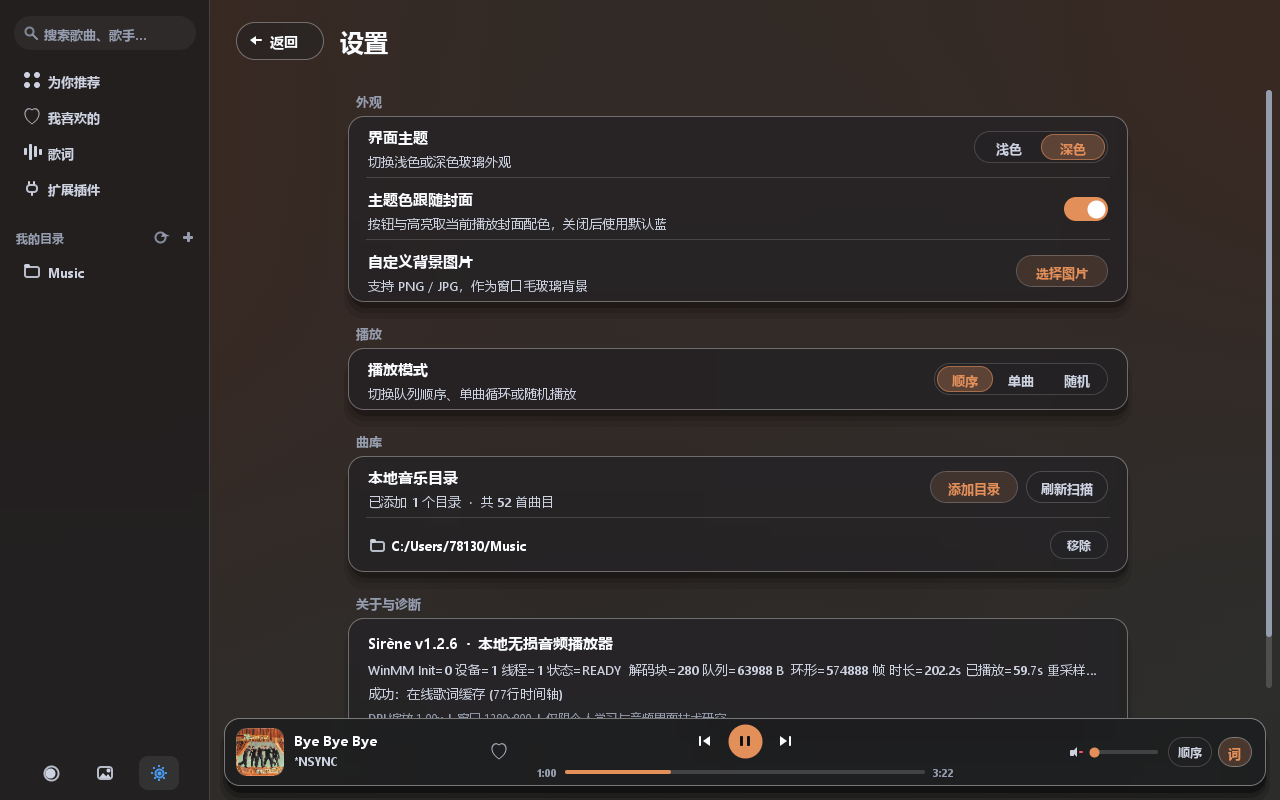 搜索歌曲、歌手...
为你推荐
我喜欢的
歌词
扩展插件
我的目录
Music
返回
设置
外观
界面主题
切换浅色或深色玻璃外观
浅色
深色
主题色跟随封面
按钮与高亮取当前播放封面配色，关闭后使用默认蓝
自定义背景图片
支持 PNG / JPG，作为窗口毛玻璃背景
选择图片
播放
播放模式
切换队列顺序、单曲循环或随机播放
顺序
单曲
随机
曲库
本地音乐目录
已添加 1 个目录 · 共 52 首曲目
添加目录
刷新扫描
C:/Users/78130/Music
移除
关于与诊断
Sirène v1.2.6 · 本地无损音频播放器
WinMM Init=0 设备=1 线程=1 状态=READY 解码块=280 队列=63988 B 环形=574888 帧 时长=202.2s 已播放=59.7s 重采样...
成功：在线歌词缓存 (77行时间轴)
Bye Bye Bye
*NSYNC
1:00
3:22
顺序
词